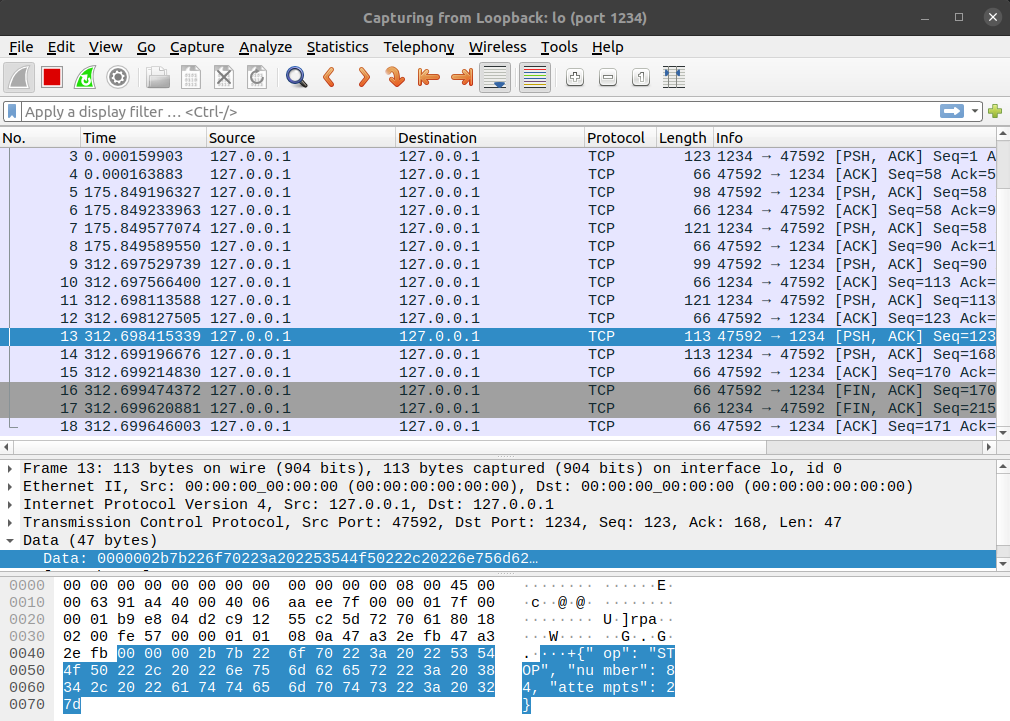 Capturing from Loopback: lo (port 1234)
File Edit View Go Capture Analyze Statistics Telephony Wireless Tools Help
Apply a display filter … <Ctrl-/>
No. Time Source Destination Protocol Length Info
3 0.000159903 127.0.0.1 127.0.0.1 TCP 123 1234 → 47592 [PSH, ACK] Seq=1 A
4 0.000163883 127.0.0.1 127.0.0.1 TCP 66 47592 → 1234 [ACK] Seq=58 Ack=5
5 175.849196327 127.0.0.1 127.0.0.1 TCP 98 47592 → 1234 [PSH, ACK] Seq=58
6 175.849233963 127.0.0.1 127.0.0.1 TCP 66 1234 → 47592 [ACK] Seq=58 Ack=9
7 175.849577074 127.0.0.1 127.0.0.1 TCP 121 1234 → 47592 [PSH, ACK] Seq=58
8 175.849589550 127.0.0.1 127.0.0.1 TCP 66 47592 → 1234 [ACK] Seq=90 Ack=1
9 312.697529739 127.0.0.1 127.0.0.1 TCP 99 47592 → 1234 [PSH, ACK] Seq=90
10 312.697566400 127.0.0.1 127.0.0.1 TCP 66 1234 → 47592 [ACK] Seq=113 Ack=
11 312.698113588 127.0.0.1 127.0.0.1 TCP 121 1234 → 47592 [PSH, ACK] Seq=113
12 312.698127505 127.0.0.1 127.0.0.1 TCP 66 47592 → 1234 [ACK] Seq=123 Ack=
13 312.698415339 127.0.0.1 127.0.0.1 TCP 113 47592 → 1234 [PSH, ACK] Seq=123
14 312.699196676 127.0.0.1 127.0.0.1 TCP 113 1234 → 47592 [PSH, ACK] Seq=168
15 312.699214830 127.0.0.1 127.0.0.1 TCP 66 47592 → 1234 [ACK] Seq=170 Ack=
16 312.699474372 127.0.0.1 127.0.0.1 TCP 66 47592 → 1234 [FIN, ACK] Seq=170
17 312.699620881 127.0.0.1 127.0.0.1 TCP 66 1234 → 47592 [FIN, ACK] Seq=215
18 312.699646003 127.0.0.1 127.0.0.1 TCP 66 47592 → 1234 [ACK] Seq=171 Ack=
Frame 13: 113 bytes on wire (904 bits), 113 bytes captured (904 bits) on interface lo, id 0
Ethernet II, Src: 00:00:00_00:00:00 (00:00:00:00:00:00), Dst: 00:00:00_00:00:00 (00:00:00:00:00:00)
Internet Protocol Version 4, Src: 127.0.0.1, Dst: 127.0.0.1
Transmission Control Protocol, Src Port: 47592, Dst Port: 1234, Seq: 123, Ack: 168, Len: 47
Data (47 bytes)
Data: 0000002b7b226f70223a202253544f50222c20226e756d62…
0000 00 00 00 00 00 00 00 00 00 00 00 00 08 00 45 00 ········ ······E·
0010 00 63 91 a4 40 00 40 06 aa ee 7f 00 00 01 7f 00 ·c··@·@· ········
0020 00 01 b9 e8 04 d2 c9 12 55 c2 5d 72 70 61 80 18 ········ U·]rpa··
0030 02 00 fe 57 00 00 01 01 08 0a 47 a3 2e fb 47 a3 ···W···· ··G·.·G·
0040 2e fb 00 00 00 2b 7b 22 6f 70 22 3a 20 22 53 54 .····+{" op": "ST
0050 4f 50 22 2c 20 22 6e 75 6d 62 65 72 22 3a 20 38 OP", "nu mber": 8
0060 34 2c 20 22 61 74 74 65 6d 70 74 73 22 3a 20 32 4, "atte mpts": 2
0070 7d }